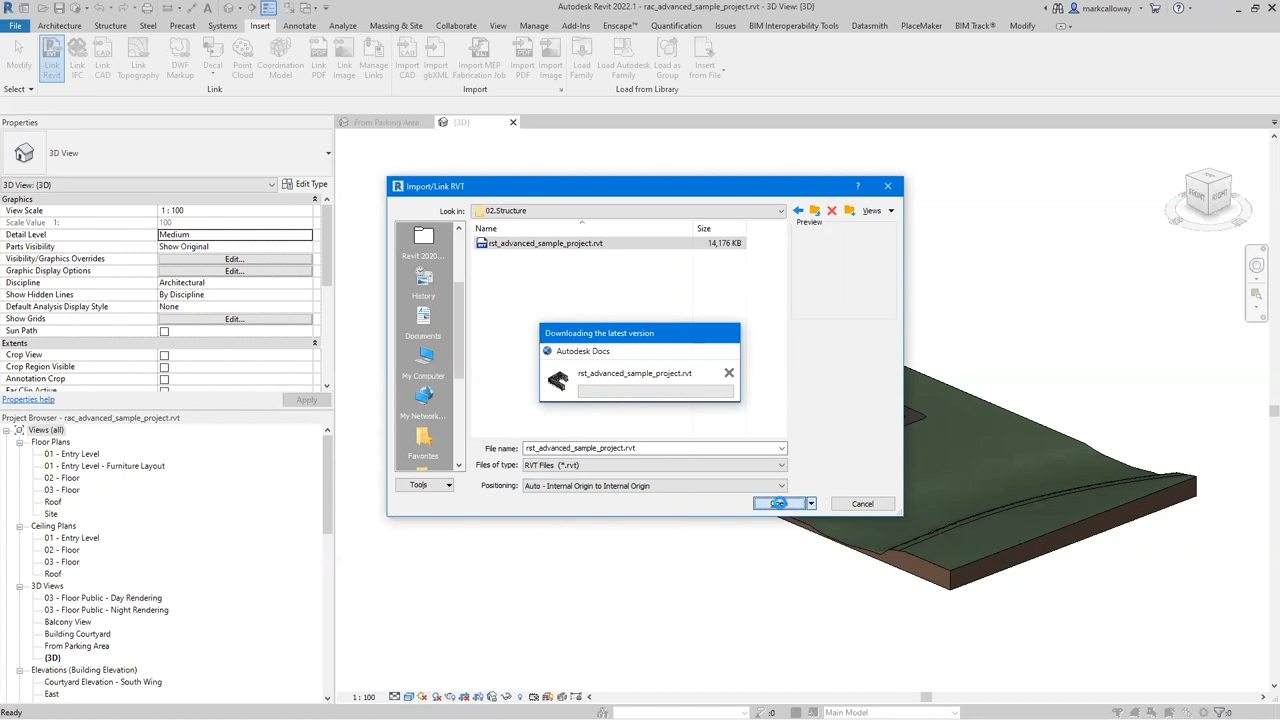 Autodesk Revit 2022.1 - rac_advanced_sample_project.rvt - 3D View: {3D}
markcalloway
File Architecture Structure Steel Precast Systems Insert Annotate Analyze Massing & Site Collaborate View Manage Add-Ins Enscape™ Quantification Issues BIM Interoperability Tools Datasmith PlaceMaker BIM Track® Modify
Modify
Link Revit
Link IFC
Link CAD
Link Topography
DWF Markup
Decal
Point Cloud
Coordination Model
Link PDF
Link Image
Manage Links
Import CAD
Import gbXML
Import MEP Fabrication Job
Import PDF
Import Image
Load Family
Load Autodesk Family
Load as Group
Insert from File
Select
Link
Import
Load from Library
Properties
From Parking Area
{3D}
3D View
3D View: {3D}
Edit Type
Graphics
View Scale 1 : 100
Scale Value 1: 100
Detail Level Medium
Parts Visibility Show Original
Visibility/Graphics Overrides Edit...
Graphic Display Options Edit...
Discipline Architectural
Show Hidden Lines By Discipline
Default Analysis Display Style None
Show Grids Edit...
Sun Path
Extents
Crop View
Crop Region Visible
Annotation Crop
Far Clip Active
Properties help
Apply
Project Browser - rac_advanced_sample_project.rvt
Views (all)
Floor Plans
01 - Entry Level
01 - Entry Level - Furniture Layout
02 - Floor
03 - Floor
Roof
Site
Ceiling Plans
01 - Entry Level
02 - Floor
03 - Floor
Roof
3D Views
03 - Floor Public - Day Rendering
03 - Floor Public - Night Rendering
Balcony View
Building Courtyard
From Parking Area
{3D}
Elevations (Building Elevation)
Courtyard Elevation - South Wing
East
Import/Link RVT
Look in: 02.Structure
Views
Name Size
Preview
rst_advanced_sample_project.rvt 14,176 KB
Revit 2020...
History
Documents
My Computer
My Network...
Favorites
Downloading the latest version
Autodesk Docs
rst_advanced_sample_project.rvt
File name: rst_advanced_sample_project.rvt
Files of type: RVT Files (*.rvt)
Tools
Positioning: Auto - Internal Origin to Internal Origin
Cancel
1 : 100
Ready
:0
Main Model
:0